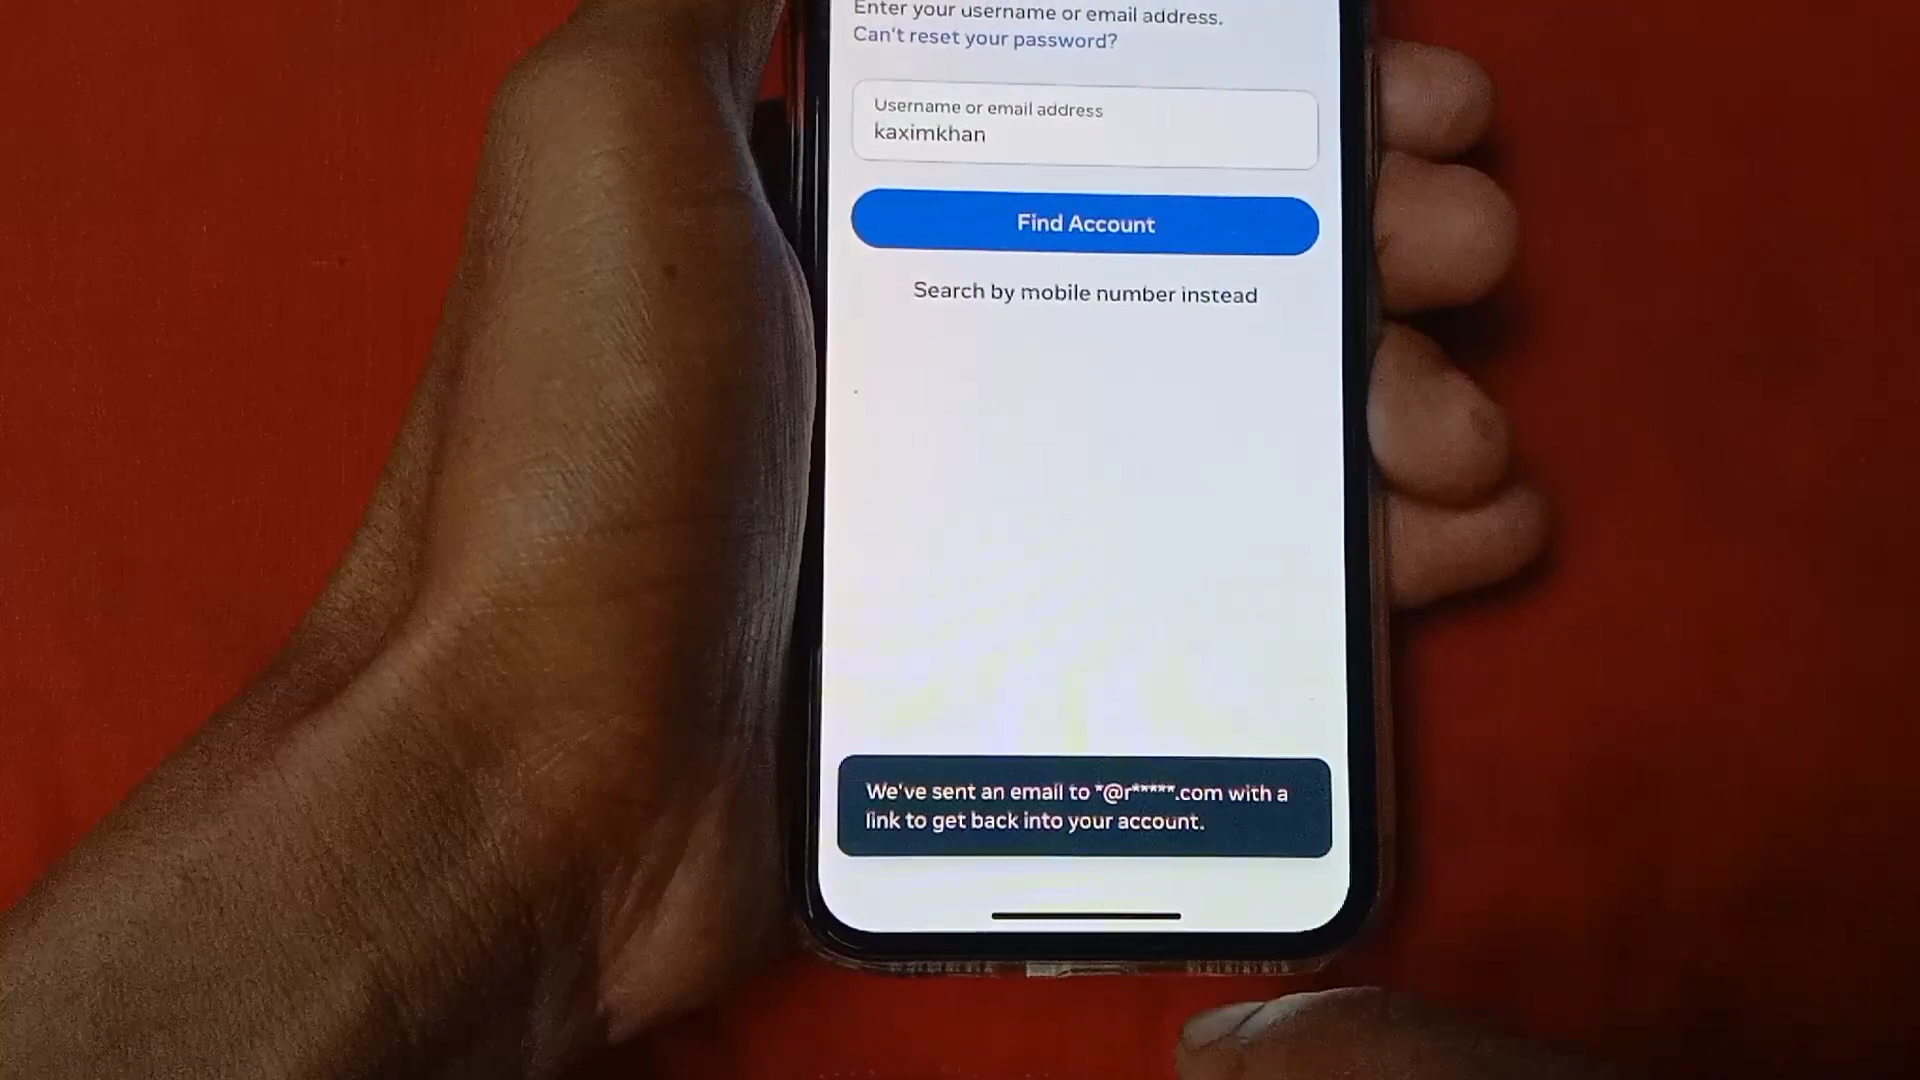 Enter your username or email address.
Can't reset your password?
Username or email address
kaximkhan
Find Account
Search by mobile number instead
We've sent an email to *@r*****.com with a
link to get back into your account.